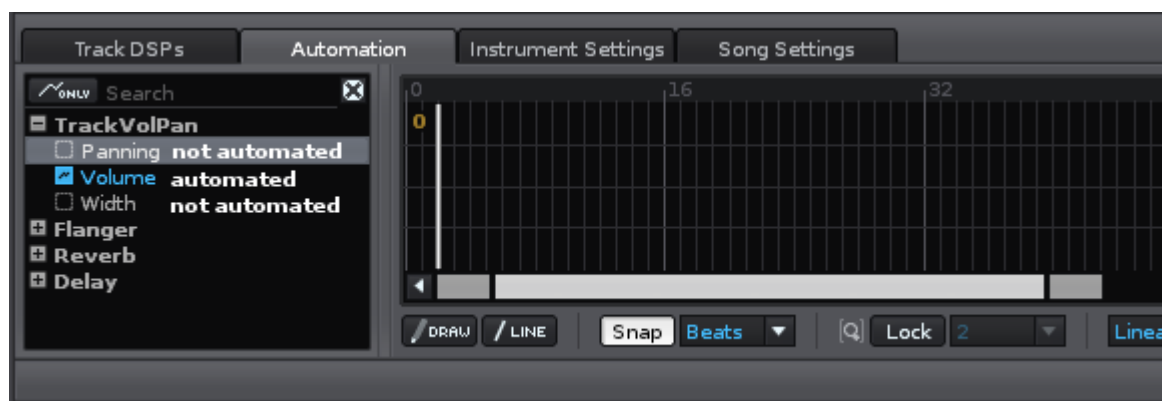 Track DSPs Automation Instrument Settings Song Settings
ONLY Search
0 16 32
TrackVolPan
0
Panning not automated
Volume automated
Width not automated
Flanger
Reverb
Delay
DRAW LINE Snap Beats Lock 2 Linea